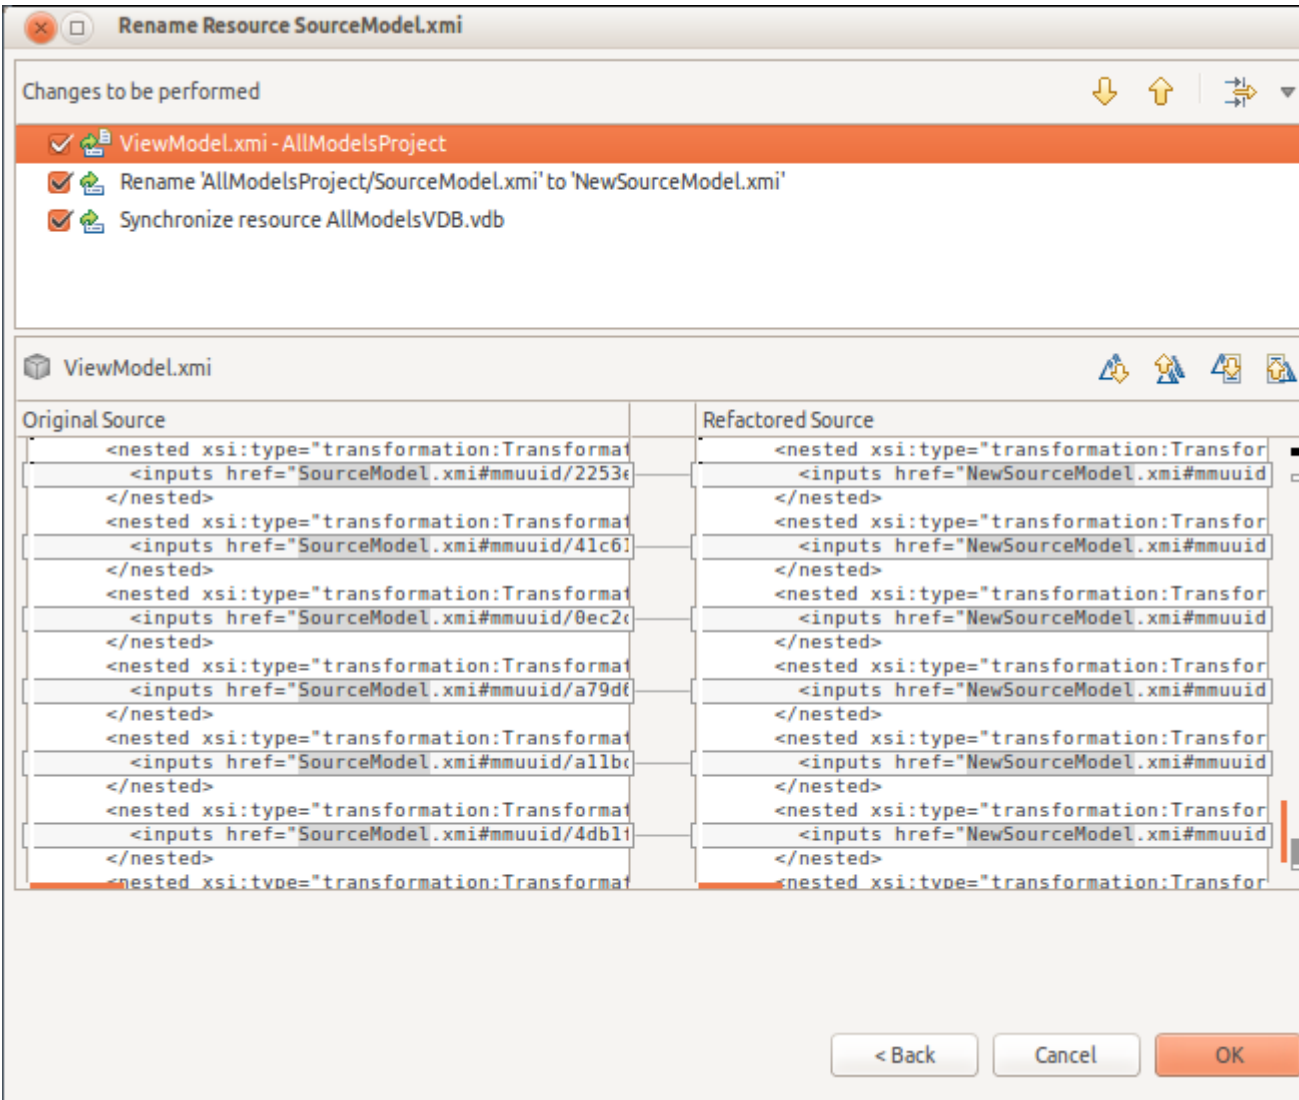 Rename Resource SourceModel.xmi
Changes to be performed
ViewModel.xmi - AllModelsProject
Rename 'AllModelsProject/SourceModel.xmi' to 'NewSourceModel.xmi'
Synchronize resource AllModelsVDB.vdb
ViewModel.xmi
Original Source Refactored Source
<nested xsi:type="transformation:Transformat <nested xsi:type="transformation:Transfor
<inputs href="SourceModel.xmi#mmuuid/2253e <inputs href="NewSourceModel.xmi#mmuuid
</nested> </nested>
<nested xsi:type="transformation:Transformat <nested xsi:type="transformation:Transfor
<inputs href="SourceModel.xmi#mmuuid/41c61 <inputs href="NewSourceModel.xmi#mmuuid
</nested> </nested>
<nested xsi:type="transformation:Transformat <nested xsi:type="transformation:Transfor
<inputs href="SourceModel.xmi#mmuuid/0ec2c <inputs href="NewSourceModel.xmi#mmuuid
</nested> </nested>
<nested xsi:type="transformation:Transformat <nested xsi:type="transformation:Transfor
<inputs href="SourceModel.xmi#mmuuid/a79d6 <inputs href="NewSourceModel.xmi#mmuuid
</nested> </nested>
<nested xsi:type="transformation:Transformat <nested xsi:type="transformation:Transfor
<inputs href="SourceModel.xmi#mmuuid/a11bc <inputs href="NewSourceModel.xmi#mmuuid
</nested> </nested>
<nested xsi:type="transformation:Transformat <nested xsi:type="transformation:Transfor
<inputs href="SourceModel.xmi#mmuuid/4db1f <inputs href="NewSourceModel.xmi#mmuuid
</nested> </nested>
<nested xsi:type="transformation:Transformat <nested xsi:type="transformation:Transfor
< Back Cancel OK